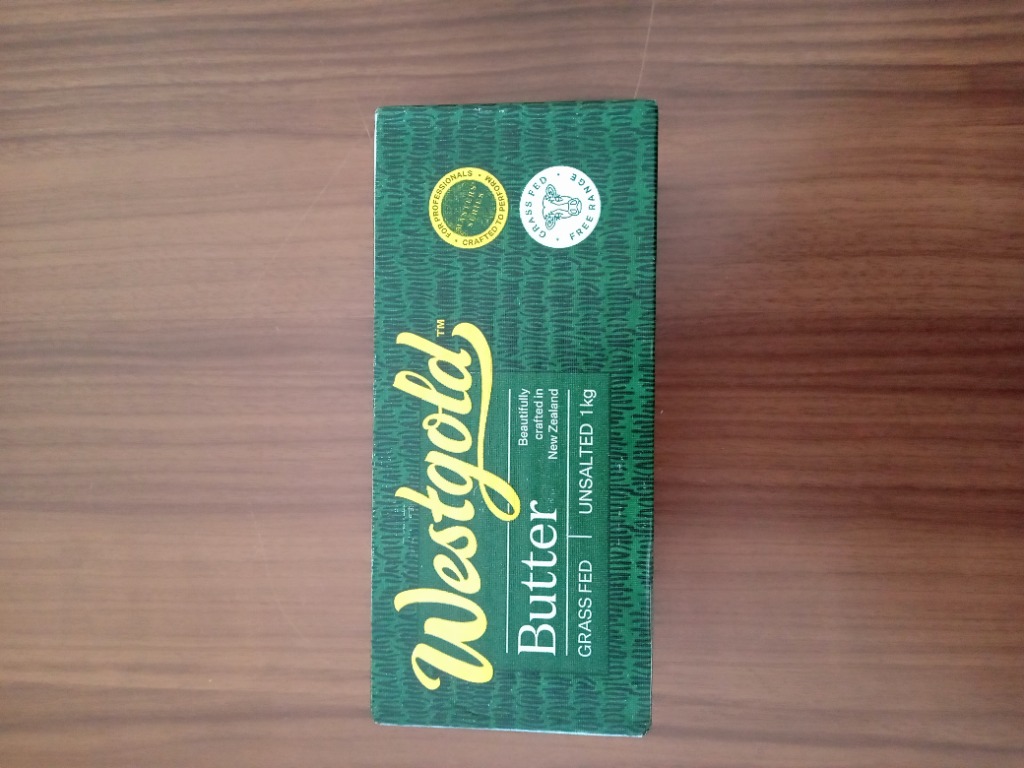 Westgold™
Butter
Beautifully
crafted in
New Zealand
GRASS FED | UNSALTED 1kg
FOR PROFESSIONALS • CRAFTED TO PERFORM •
GRASS FED • FREE RANGE •